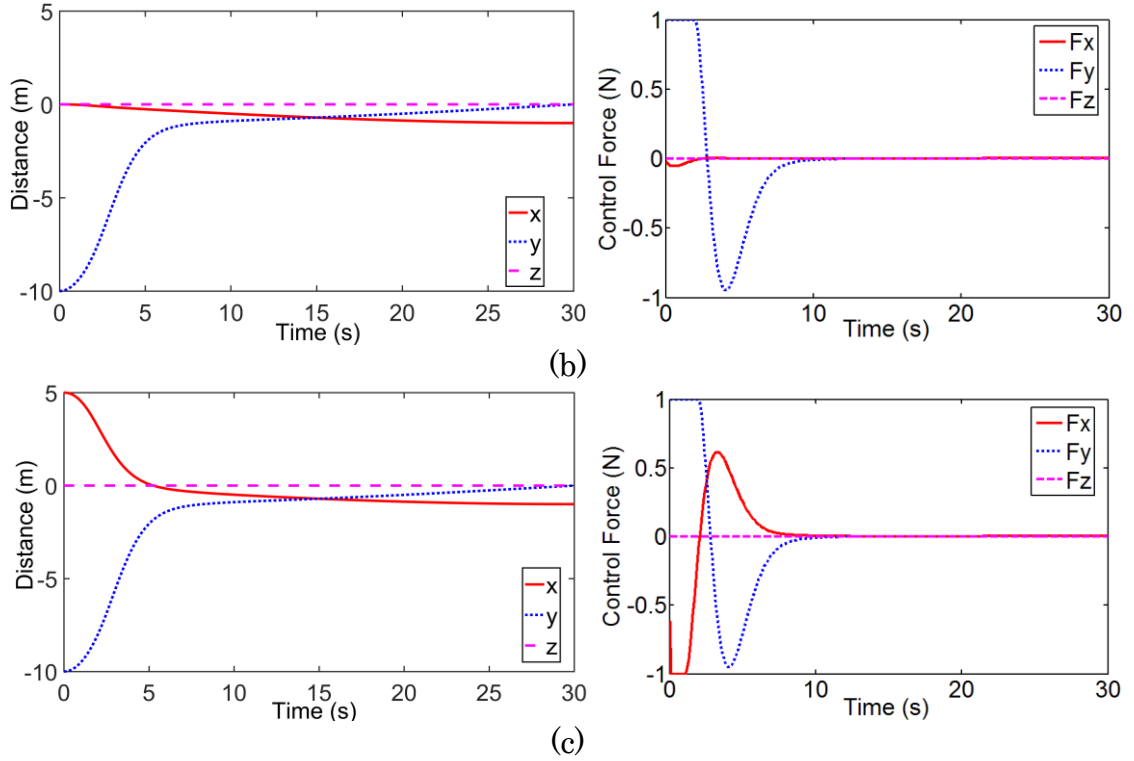 5
0
-5
-10
Distance (m)
0 5 10 15 20 25 30
Time (s)
x
y
z
1
0.5
0
-0.5
-1
Control Force (N)
0 10 20 30
Time (s)
Fx
Fy
Fz
(b)
5
0
-5
-10
Distance (m)
0 5 10 15 20 25 30
Time (s)
x
y
z
1
0.5
0
-0.5
-1
Control Force (N)
0 10 20 30
Time (s)
Fx
Fy
Fz
(c)